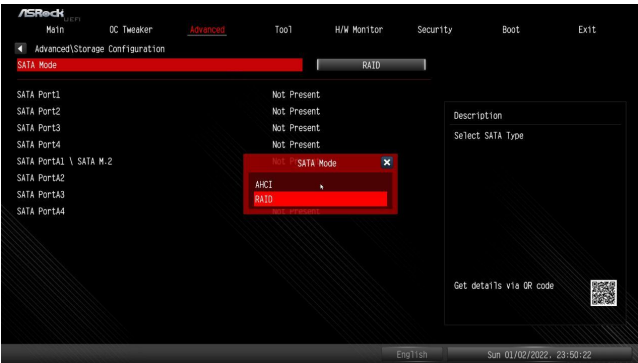 ASRock UEFI
Main OC Tweaker Advanced Tool H/W Monitor Security Boot Exit
Advanced\Storage Configuration
SATA Mode RAID
SATA Port1 Not Present
SATA Port2 Not Present
SATA Port3 Not Present
SATA Port4 Not Present
SATA PortA1 \ SATA M.2 Not
SATA PortA2
SATA PortA3
SATA PortA4 Not Present
SATA Mode
AHCI
RAID
Description
Select SATA Type
Get details via QR code
English Sun 01/02/2022, 23:50:22